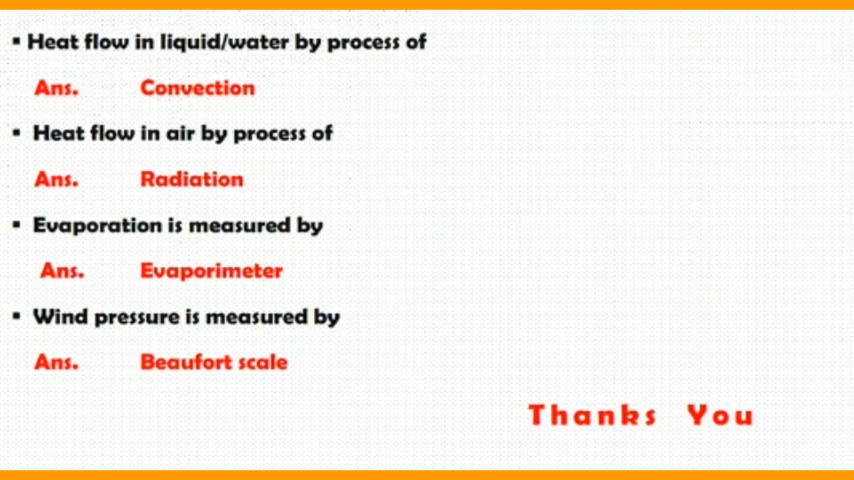 ▪ Heat flow in liquid/water by process of
Ans. Convection
▪ Heat flow in air by process of
Ans. Radiation
▪ Evaporation is measured by
Ans. Evaporimeter
▪ Wind pressure is measured by
Ans. Beaufort scale
Thanks You